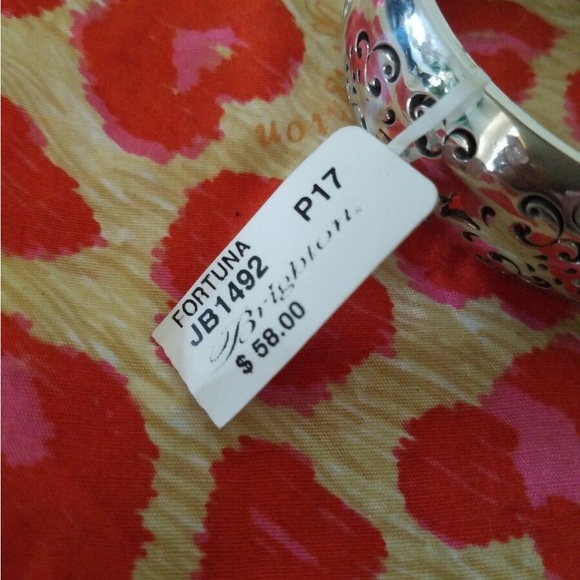 FORTUNA
JB1492 P17
Brighton
$ 58.00